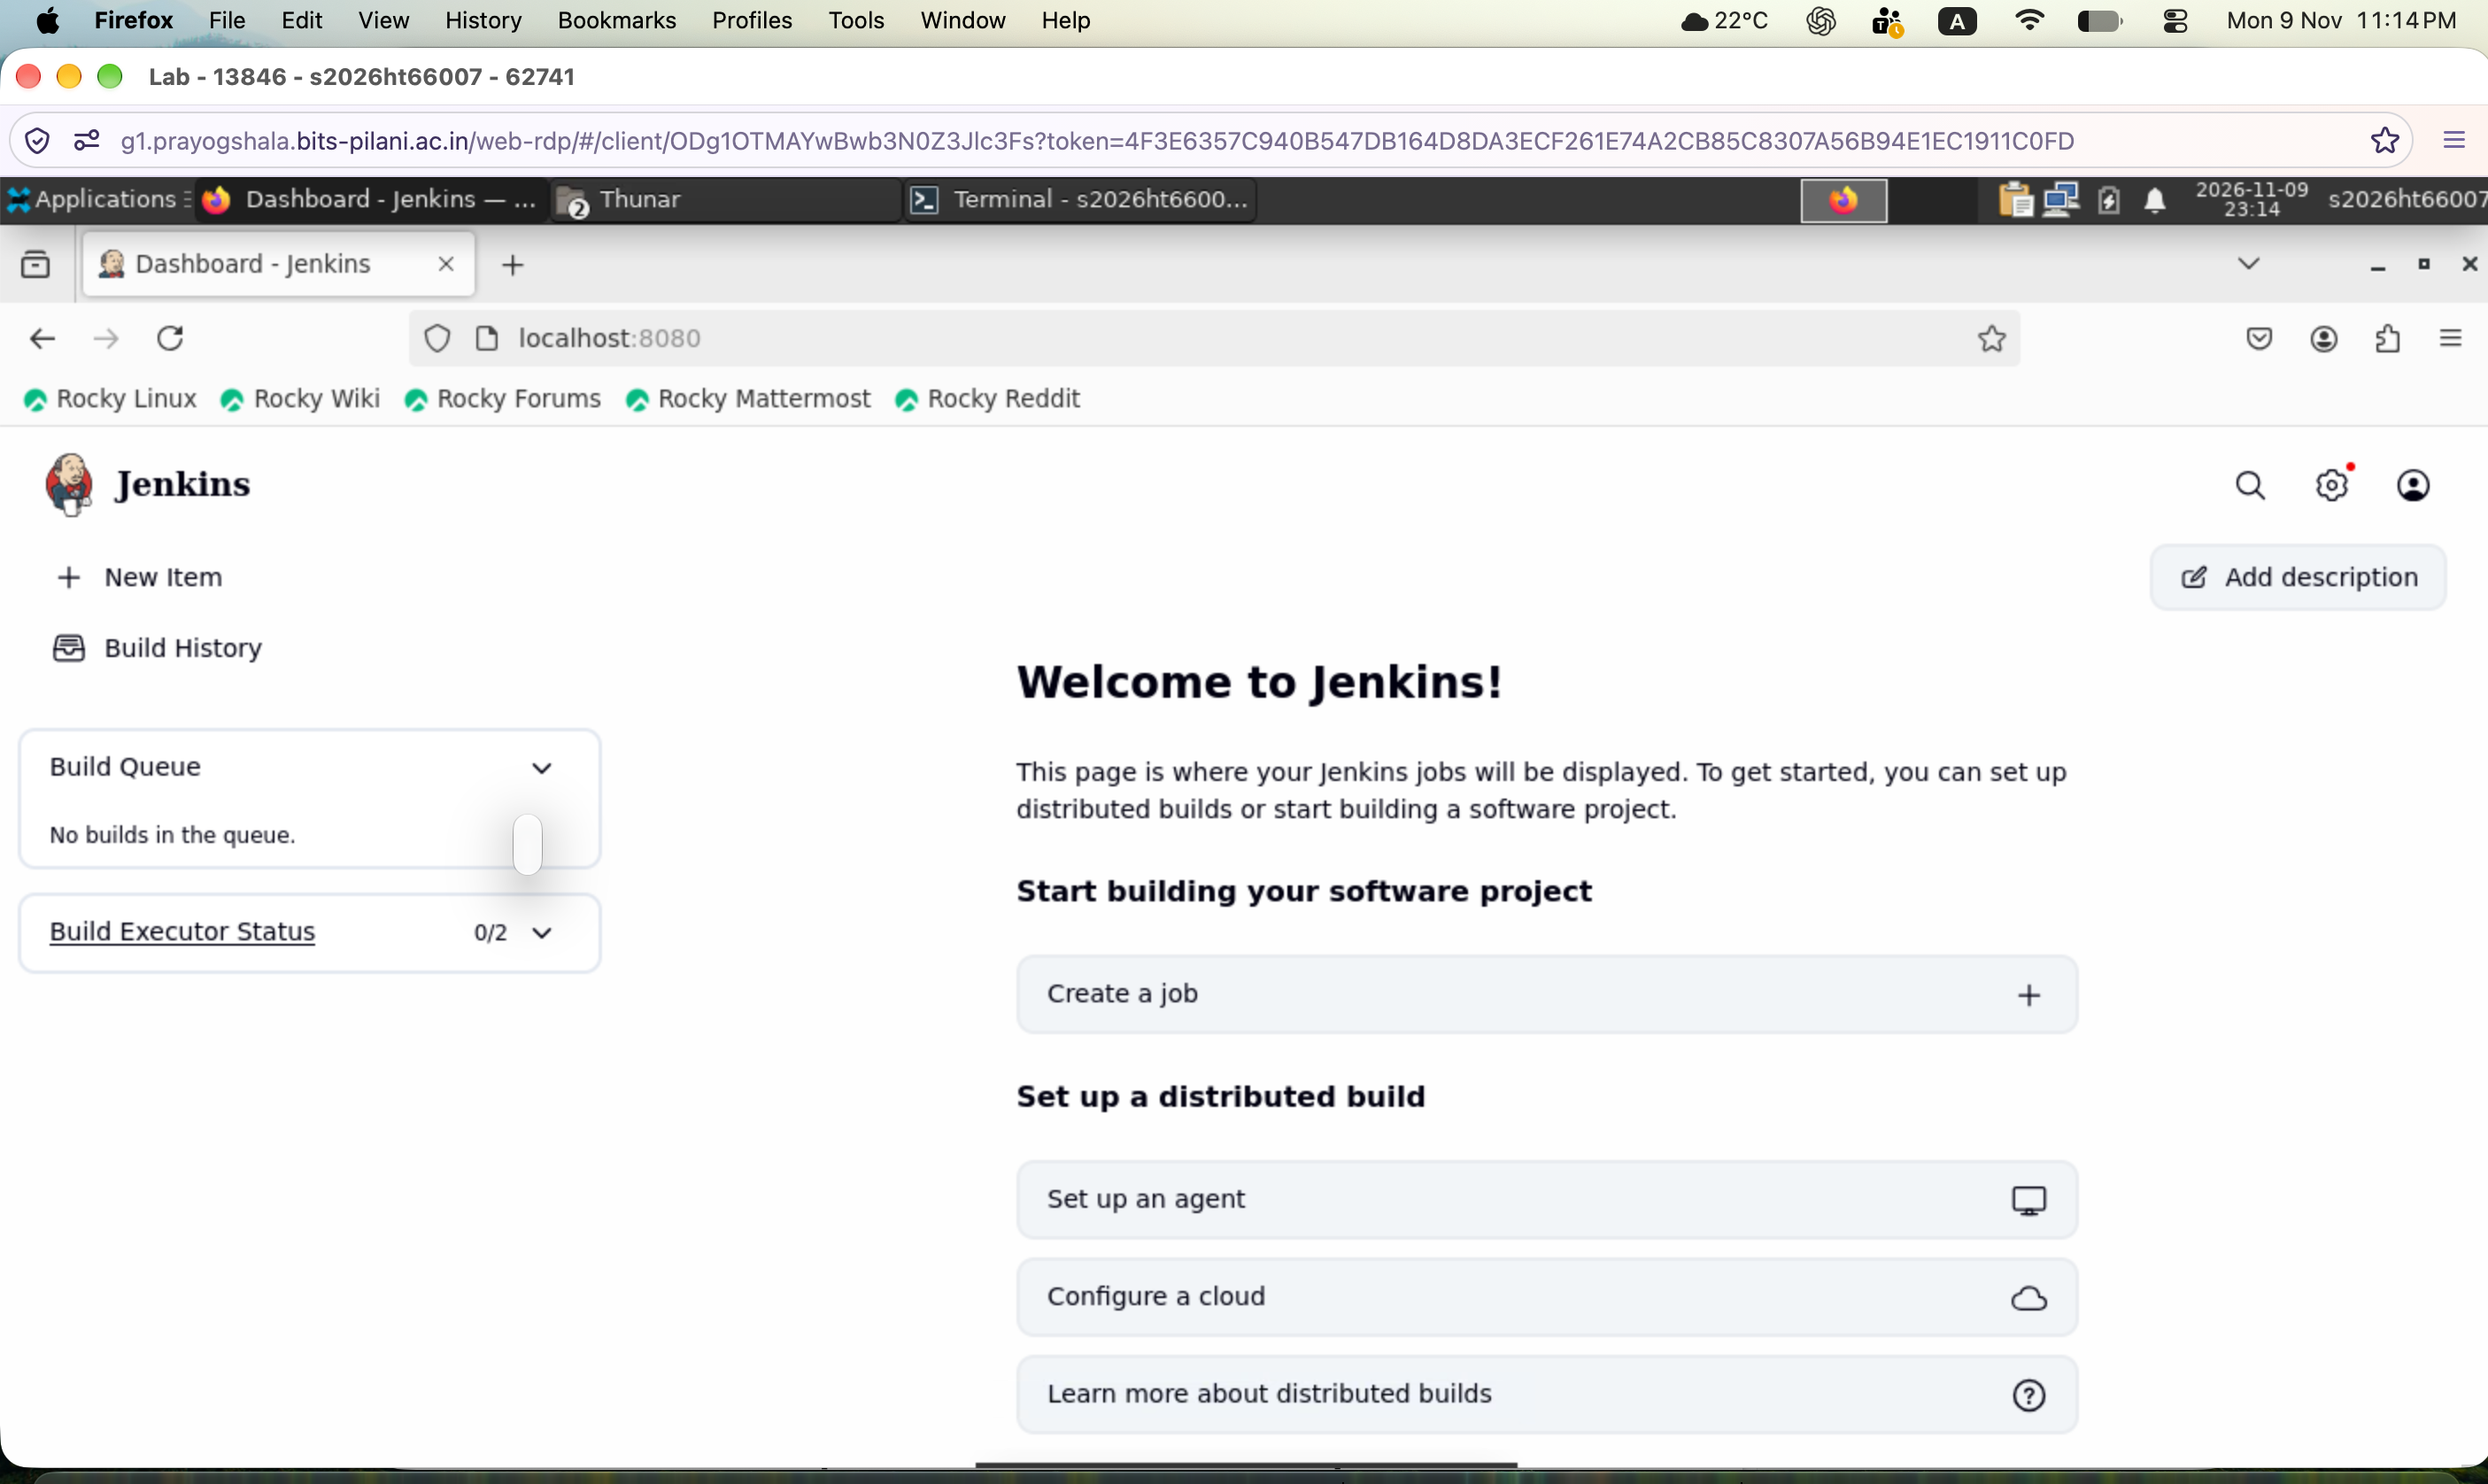 Firefox File Edit View History Bookmarks Profiles Tools Window Help 22°C A Mon 9 Nov 11:14 PM
Lab - 13846 - s2026ht66007 - 62741
g1.prayogshala.bits-pilani.ac.in/web-rdp/#/client/ODg1OTMAYwBwb3N0Z3Jlc3Fs?token=4F3E6357C940B547DB164D8DA3ECF261E74A2CB85C8307A56B94E1EC1911C0FD
Applications Dashboard - Jenkins — ... 2 Thunar Terminal - s2026ht6600... 2026-11-09 s2026ht66007
23:14
Dashboard - Jenkins
localhost:8080
Rocky Linux Rocky Wiki Rocky Forums Rocky Mattermost Rocky Reddit
Jenkins
New Item
Add description
Build History
Welcome to Jenkins!
Build Queue
This page is where your Jenkins jobs will be displayed. To get started, you can set up
distributed builds or start building a software project.
No builds in the queue.
Start building your software project
Build Executor Status 0/2
Create a job
Set up a distributed build
Set up an agent
Configure a cloud
Learn more about distributed builds